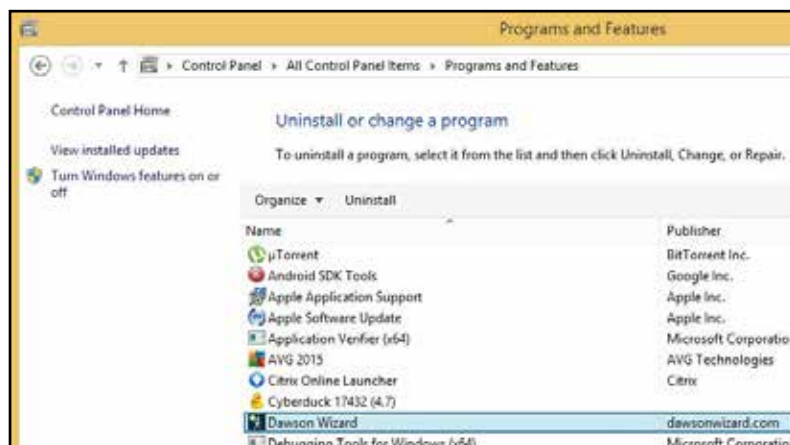 Programs and Features
Control Panel ▸ All Control Panel Items ▸ Programs and Features
Control Panel Home
View installed updates
Turn Windows features on or
off
Uninstall or change a program
To uninstall a program, select it from the list and then click Uninstall, Change, or Repair.
Organize ▾ Uninstall
Name Publisher
µTorrent BitTorrent Inc.
Android SDK Tools Google Inc.
Apple Application Support Apple Inc.
Apple Software Update Apple Inc.
Application Verifier (x64) Microsoft Corporatio
AVG 2015 AVG Technologies
Citrix Online Launcher Citrix
Cyberduck 17432 (4.7)
Dawson Wizard dawsonwizard.com
Debugging Tools for Windows (x64) Microsoft Corporatio